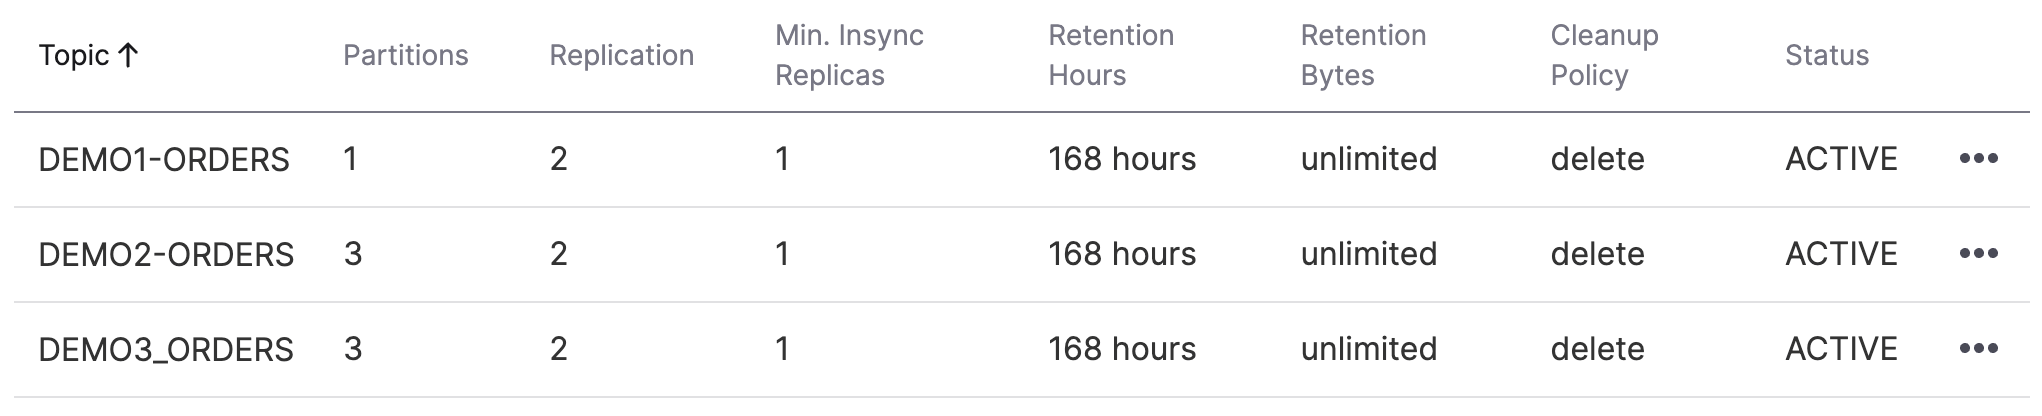 Topic ↑ Partitions Replication Min. Insync Replicas Retention Hours Retention Bytes Cleanup Policy Status
DEMO1-ORDERS 1 2 1 168 hours unlimited delete ACTIVE •••
DEMO2-ORDERS 3 2 1 168 hours unlimited delete ACTIVE •••
DEMO3_ORDERS 3 2 1 168 hours unlimited delete ACTIVE •••